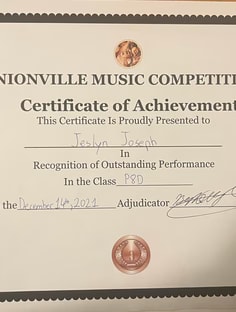 NIONVILLE MUSIC COMPETITI
Certificate of Achievement
This Certificate Is Proudly Presented to
Jeslyn Joseph
In
Recognition of Outstanding Performance
In the Class P8D
the December 14th, 2021 Adjudicator